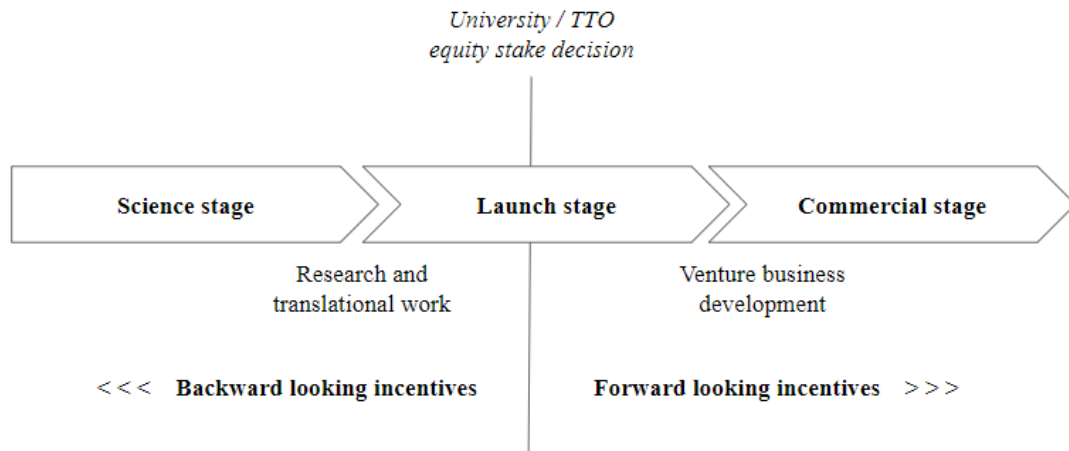 University / TTO
equity stake decision
Science stage
Launch stage
Commercial stage
Research and
translational work
Venture business
development
< < < Backward looking incentives
Forward looking incentives > > >